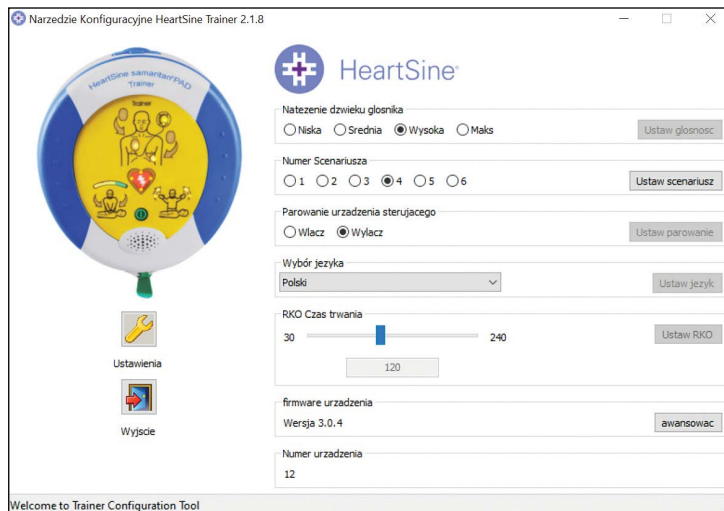 Narzedzie Konfiguracyjne HeartSine Trainer 2.1.8
HeartSine samaritan PAD
Trainer
Trainer
HeartSine
Natezenie dzwieku glosnika
Niska Srednia Wysoka Maks Ustaw glosnosc
Numer Scenariusza
1 2 3 4 5 6 Ustaw scenariusz
Parowanie urzadzenia sterujacego
Wlacz Wylacz Ustaw parowanie
Wybór jezyka
Polski Ustaw jezyk
RKO Czas trwania
30 240 Ustaw RKO
120
Ustawienia
firmware urzadzenia
Wersja 3.0.4 awansowac
Wyjscie
Numer urzadzenia
12
Welcome to Trainer Configuration Tool